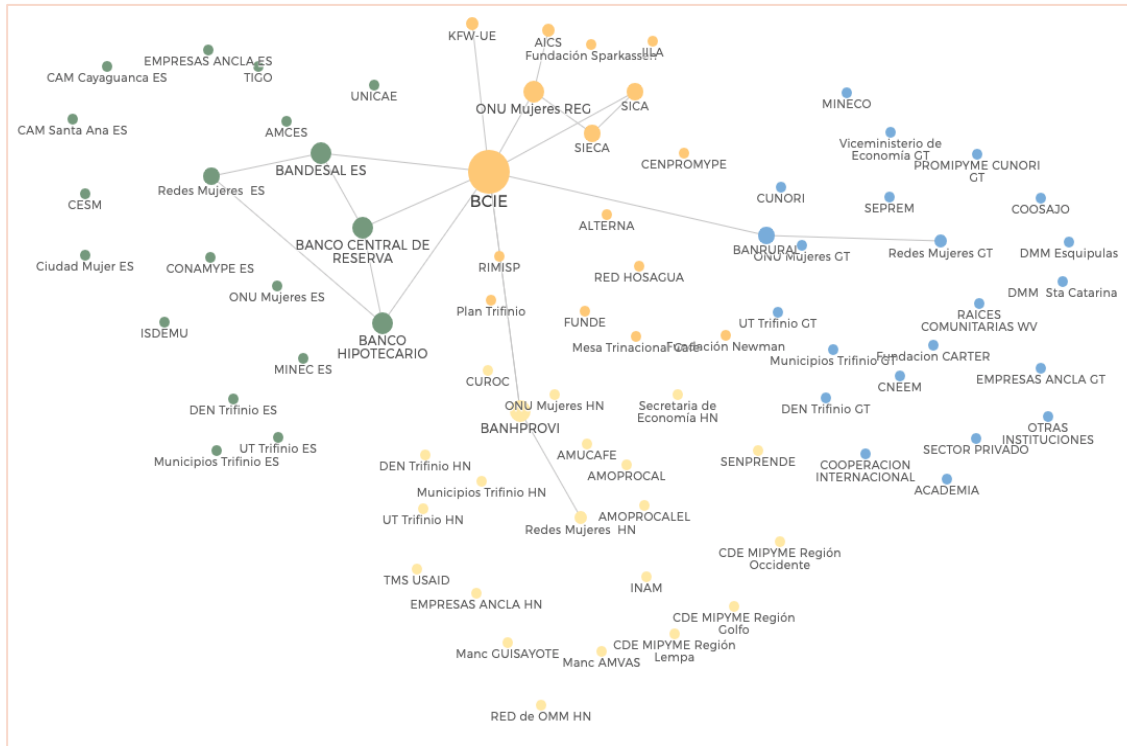 KFW-UE
AICS
Fundación Sparkasse
IILA
EMPRESAS ANCLA ES
CAM Cayaguanca ES
TIGO
UNICAE
ONU Mujeres REG
SICA
MINECO
CAM Santa Ana ES
AMCES
SIECA
Viceministerio de
Economía GT
CENPROMYPE
PROMIPYME CUNORI
GT
BANDESAL ES
Redes Mujeres ES
BCIE
CUNORI
SEPREM
COOSAJO
CESM
ALTERNA
BANCO CENTRAL DE
RESERVA
BANRURAL
ONU Mujeres GT
Redes Mujeres GT
DMM Esquipulas
Ciudad Mujer ES
CONAMYPE ES
RIMISP
RED HOSAGUA
ONU Mujeres ES
DMM Sta Catarina
Plan Trifinio
FUNDE
UT Trifinio GT
RAICES
COMUNITARIAS WV
ISDEMU
BANCO
HIPOTECARIO
Mesa Trinacional Cafe
Fundación Newman
Municipios Trifinio GT
Fundacion CARTER
MINEC ES
CUROC
CNEEM
EMPRESAS ANCLA GT
ONU Mujeres HN
Secretaria de
Economía HN
DEN Trifinio ES
DEN Trifinio GT
BANHPROVI
OTRAS
INSTITUCIONES
UT Trifinio ES
Municipios Trifinio ES
DEN Trifinio HN
AMUCAFE
AMOPROCAL
SENPRENDE
COOPERACION
INTERNACIONAL
SECTOR PRIVADO
ACADEMIA
Municipios Trifinio HN
UT Trifinio HN
Redes Mujeres HN
AMOPROCALEL
CDE MIPYME Región
Occidente
TMS USAID
INAM
EMPRESAS ANCLA HN
CDE MIPYME Región
Golfo
Manc GUISAYOTE
Manc AMVAS
CDE MIPYME Región
Lempa
RED de OMM HN